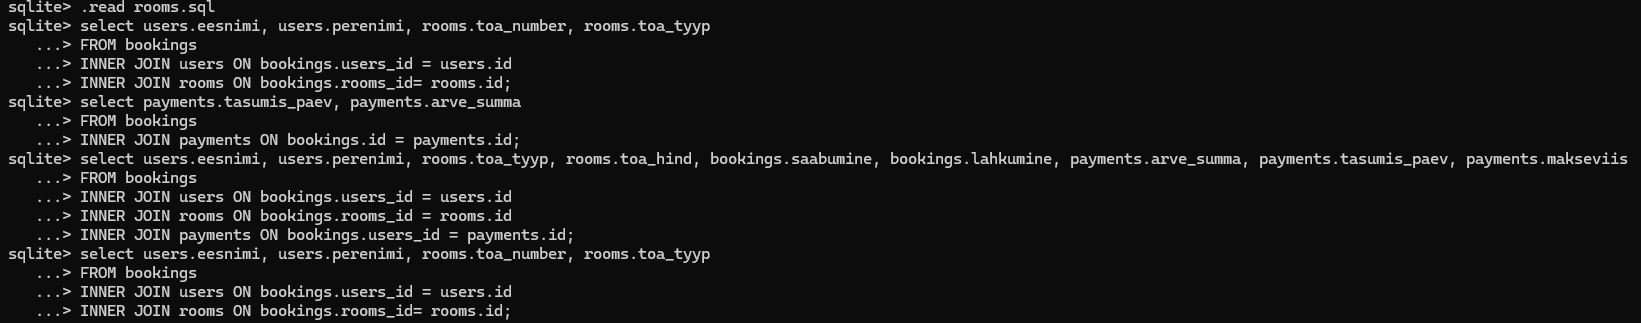 sqlite> .read rooms.sql
sqlite> select users.eesnimi, users.perenimi, rooms.toa_number, rooms.toa_tyyp
...> FROM bookings
...> INNER JOIN users ON bookings.users_id = users.id
...> INNER JOIN rooms ON bookings.rooms_id= rooms.id;
sqlite> select payments.tasumis_paev, payments.arve_summa
...> FROM bookings
...> INNER JOIN payments ON bookings.id = payments.id;
sqlite> select users.eesnimi, users.perenimi, rooms.toa_tyyp, rooms.toa_hind, bookings.saabumine, bookings.lahkumine, payments.arve_summa, payments.tasumis_paev, payments.makseviis
...> FROM bookings
...> INNER JOIN users ON bookings.users_id = users.id
...> INNER JOIN rooms ON bookings.rooms_id = rooms.id
...> INNER JOIN payments ON bookings.users_id = payments.id;
sqlite> select users.eesnimi, users.perenimi, rooms.toa_number, rooms.toa_tyyp
...> FROM bookings
...> INNER JOIN users ON bookings.users_id = users.id
...> INNER JOIN rooms ON bookings.rooms_id= rooms.id;